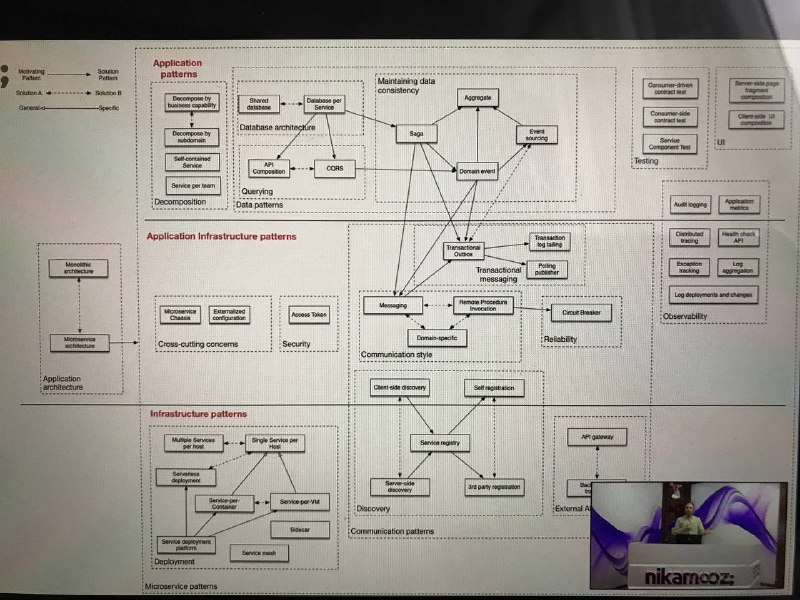 Motivating
Pattern
Solution
Pattern
Solution A
Solution B
General
Specific
Application
patterns
Decompose by
business capability
Decompose by
subdomain
Self-contained
Service
Service per team
Decomposition
Shared
database
Database per
Service
Database architecture
API
Composition
CQRS
Querying
Data patterns
Maintaining data
consistency
Aggregate
Saga
Event
sourcing
Domain event
Consumer-driven
contract test
Consumer-side
contract test
Service
Component Test
Testing
Server-side page
fragment
composition
Client-side UI
composition
UI
Application Infrastructure patterns
Monolithic
architecture
Microservice
architecture
Application
architecture
Microservice
Chassis
Externalized
configuration
Cross-cutting concerns
Access Token
Security
Transactional
Outbox
Transaction
log tailing
Polling
publisher
Transactional
messaging
Messaging
Remote Procedure
Invocation
Domain-specific
Communication style
Circuit Breaker
Reliability
Audit logging
Application
metrics
Distributed
tracing
Health check
API
Exception
tracking
Log
aggregation
Log deployments and changes
Observability
Infrastructure patterns
Multiple Services
per host
Single Service per
Host
Serverless
deployment
Service-per-
Container
Service-per-VM
Service deployment
platform
Sidecar
Service mesh
Deployment
Client-side discovery
Self registration
Service registry
Server-side
discovery
3rd party registration
Discovery
Communication patterns
API gateway
External
Microservice patterns
nikamooz;